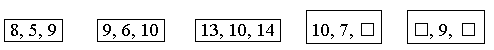 8, 5, 9 9, 6, 10 13, 10, 14 10, 7, □ □, 9, □